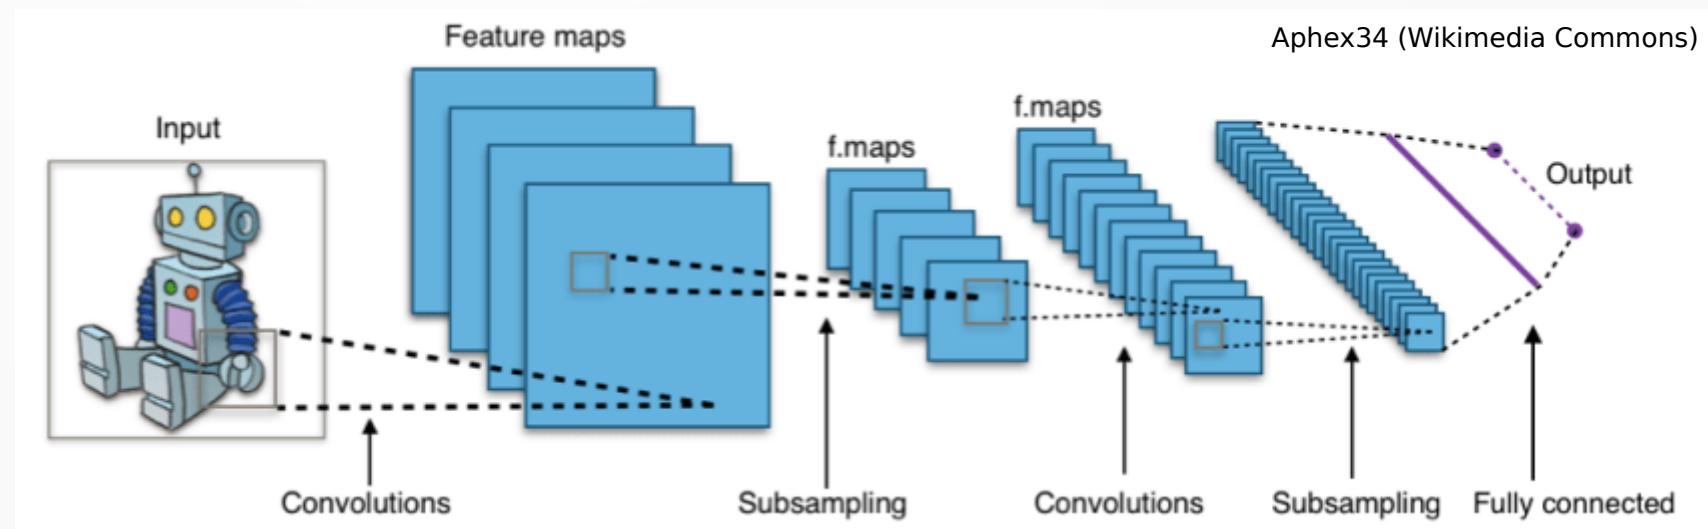 Feature maps
Aphex34 (Wikimedia Commons)
f.maps
Input
f.maps
Output
Convolutions
Subsampling
Convolutions
Subsampling
Fully connected